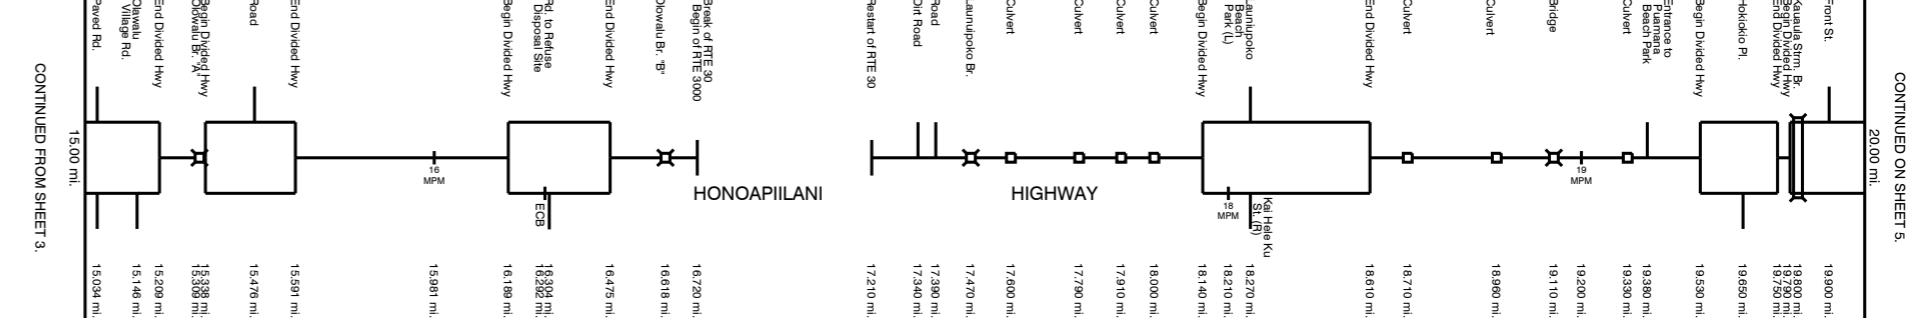 CONTINUED FROM SHEET 3.
15.00 mi.
Paved Rd.
Olawalu
Village Rd.
End Divided Hwy
Olowalu Br. "A"
Begin Divided Hwy
Road
End Divided Hwy
Begin Divided Hwy
Rd. to Refuse
Disposal Site
End Divided Hwy
Olowalu Br. "B"
Break of RTE 30
Begin of RTE 3000
Restart of RTE 30
Dirt Road
Road
Launiupoko Br.
Culvert
Culvert
Culvert
Culvert
Begin Divided Hwy
Launiupoko
Beach
Park (L)
End Divided Hwy
Culvert
Culvert
Bridge
Culvert
Entrance to
Puamana
Beach Park
Begin Divided Hwy
Hokiokio Pl.
End Divided Hwy
Begin Divided Hwy
Kauaula Strm. Br.
Front St.
16
MPM
ECB
HONOAPIILANI
HIGHWAY
18
MPM
Kai Hele Ku
St. (R)
19
MPM
15.034 mi.
15.146 mi.
15.209 mi.
15.309 mi.
15.338 mi.
15.476 mi.
15.591 mi.
15.981 mi.
16.189 mi.
16.292 mi.
16.304 mi.
16.475 mi.
16.618 mi.
16.720 mi.
17.210 mi.
17.340 mi.
17.390 mi.
17.470 mi.
17.600 mi.
17.790 mi.
17.910 mi.
18.000 mi.
18.140 mi.
18.210 mi.
18.270 mi.
18.610 mi.
18.710 mi.
18.960 mi.
19.110 mi.
19.200 mi.
19.330 mi.
19.380 mi.
19.530 mi.
19.650 mi.
19.750 mi.
19.790 mi.
19.800 mi.
19.900 mi.
20.00 mi.
CONTINUED ON SHEET 5.